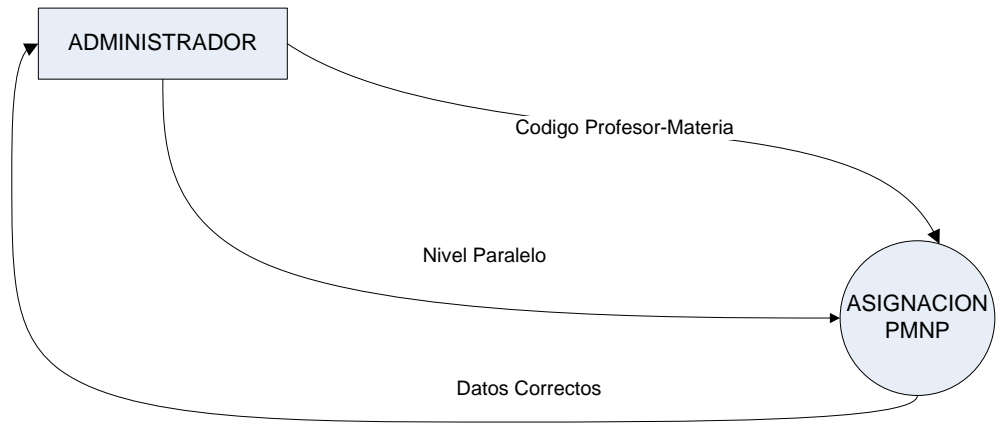 ADMINISTRADOR
Codigo Profesor-Materia
Nivel Paralelo
ASIGNACION
PMNP
Datos Correctos